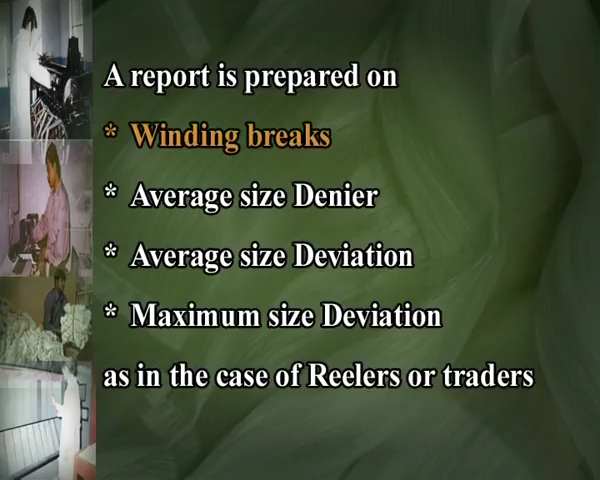 A report is prepared on
* Winding breaks
* Average size Denier
* Average size Deviation
* Maximum size Deviation
as in the case of Reelers or traders